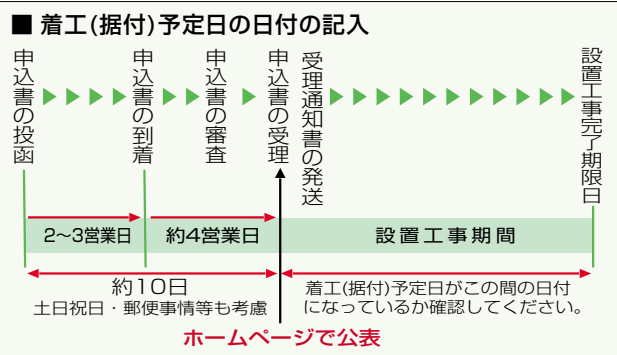 ■ 着工(据付)予定日の日付の記入
申込書の投函
申込書の到着
申込書の審査
申込書の受理
受理通知書の発送
設置工事完了期限日
2〜3営業日
約4営業日
設置工事期間
約10日
土日祝日・郵便事情等も考慮
着工(据付)予定日がこの間の日付
になっているか確認してください。
ホームページで公表